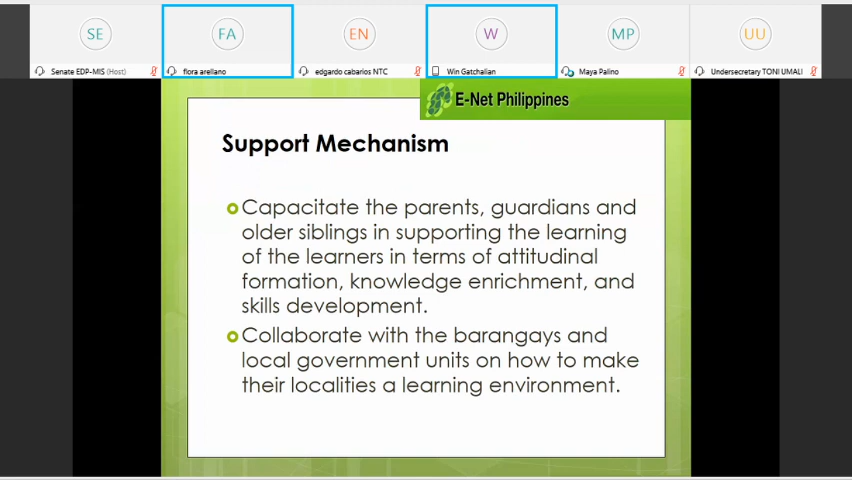 SE
FA
EN
W
MP
UU
Senate EDP-MIS (Host)
flora arellano
edgardo cabarios NTC
Win Gatchalian
Maya Palino
Undersecretary TONI UMALI
E-Net Philippines
Support Mechanism
Capacitate the parents, guardians and
older siblings in supporting the learning
of the learners in terms of attitudinal
formation, knowledge enrichment, and
skills development.
Collaborate with the barangays and
local government units on how to make
their localities a learning environment.